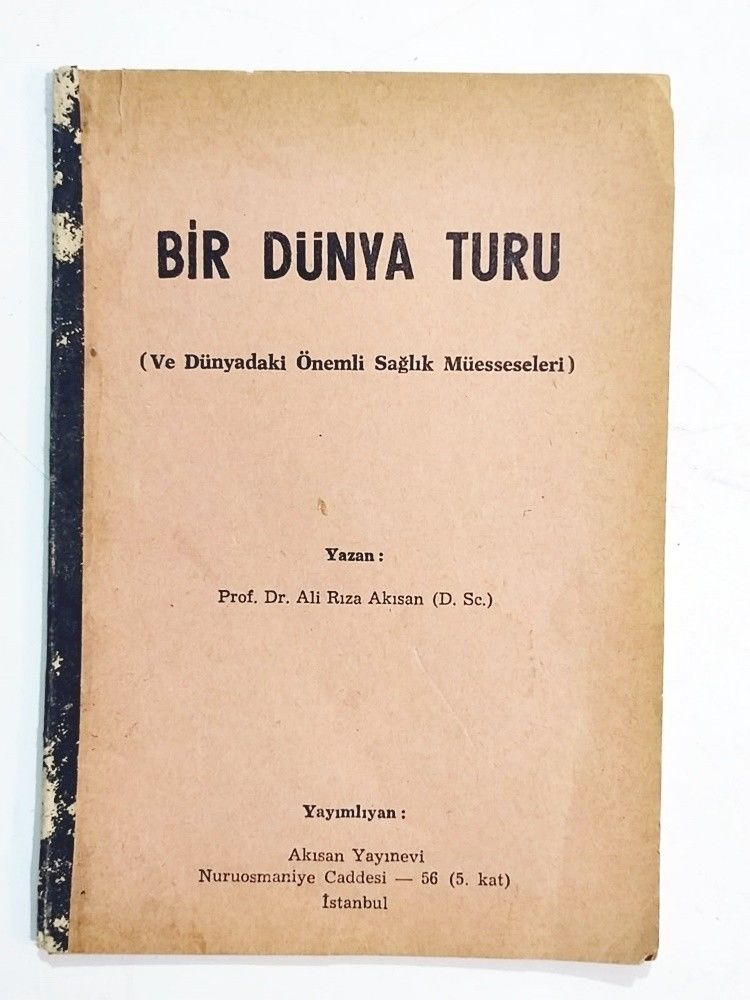 BİR DÜNYA TURU
(Ve Dünyadaki Önemli Sağlık Müesseseleri)
Yazan :
Prof. Dr. Ali Rıza Akısan (D. Sc.)
Yayımlıyan :
Akısan Yayınevi
Nuruosmaniye Caddesi — 56 (5. kat)
İstanbul